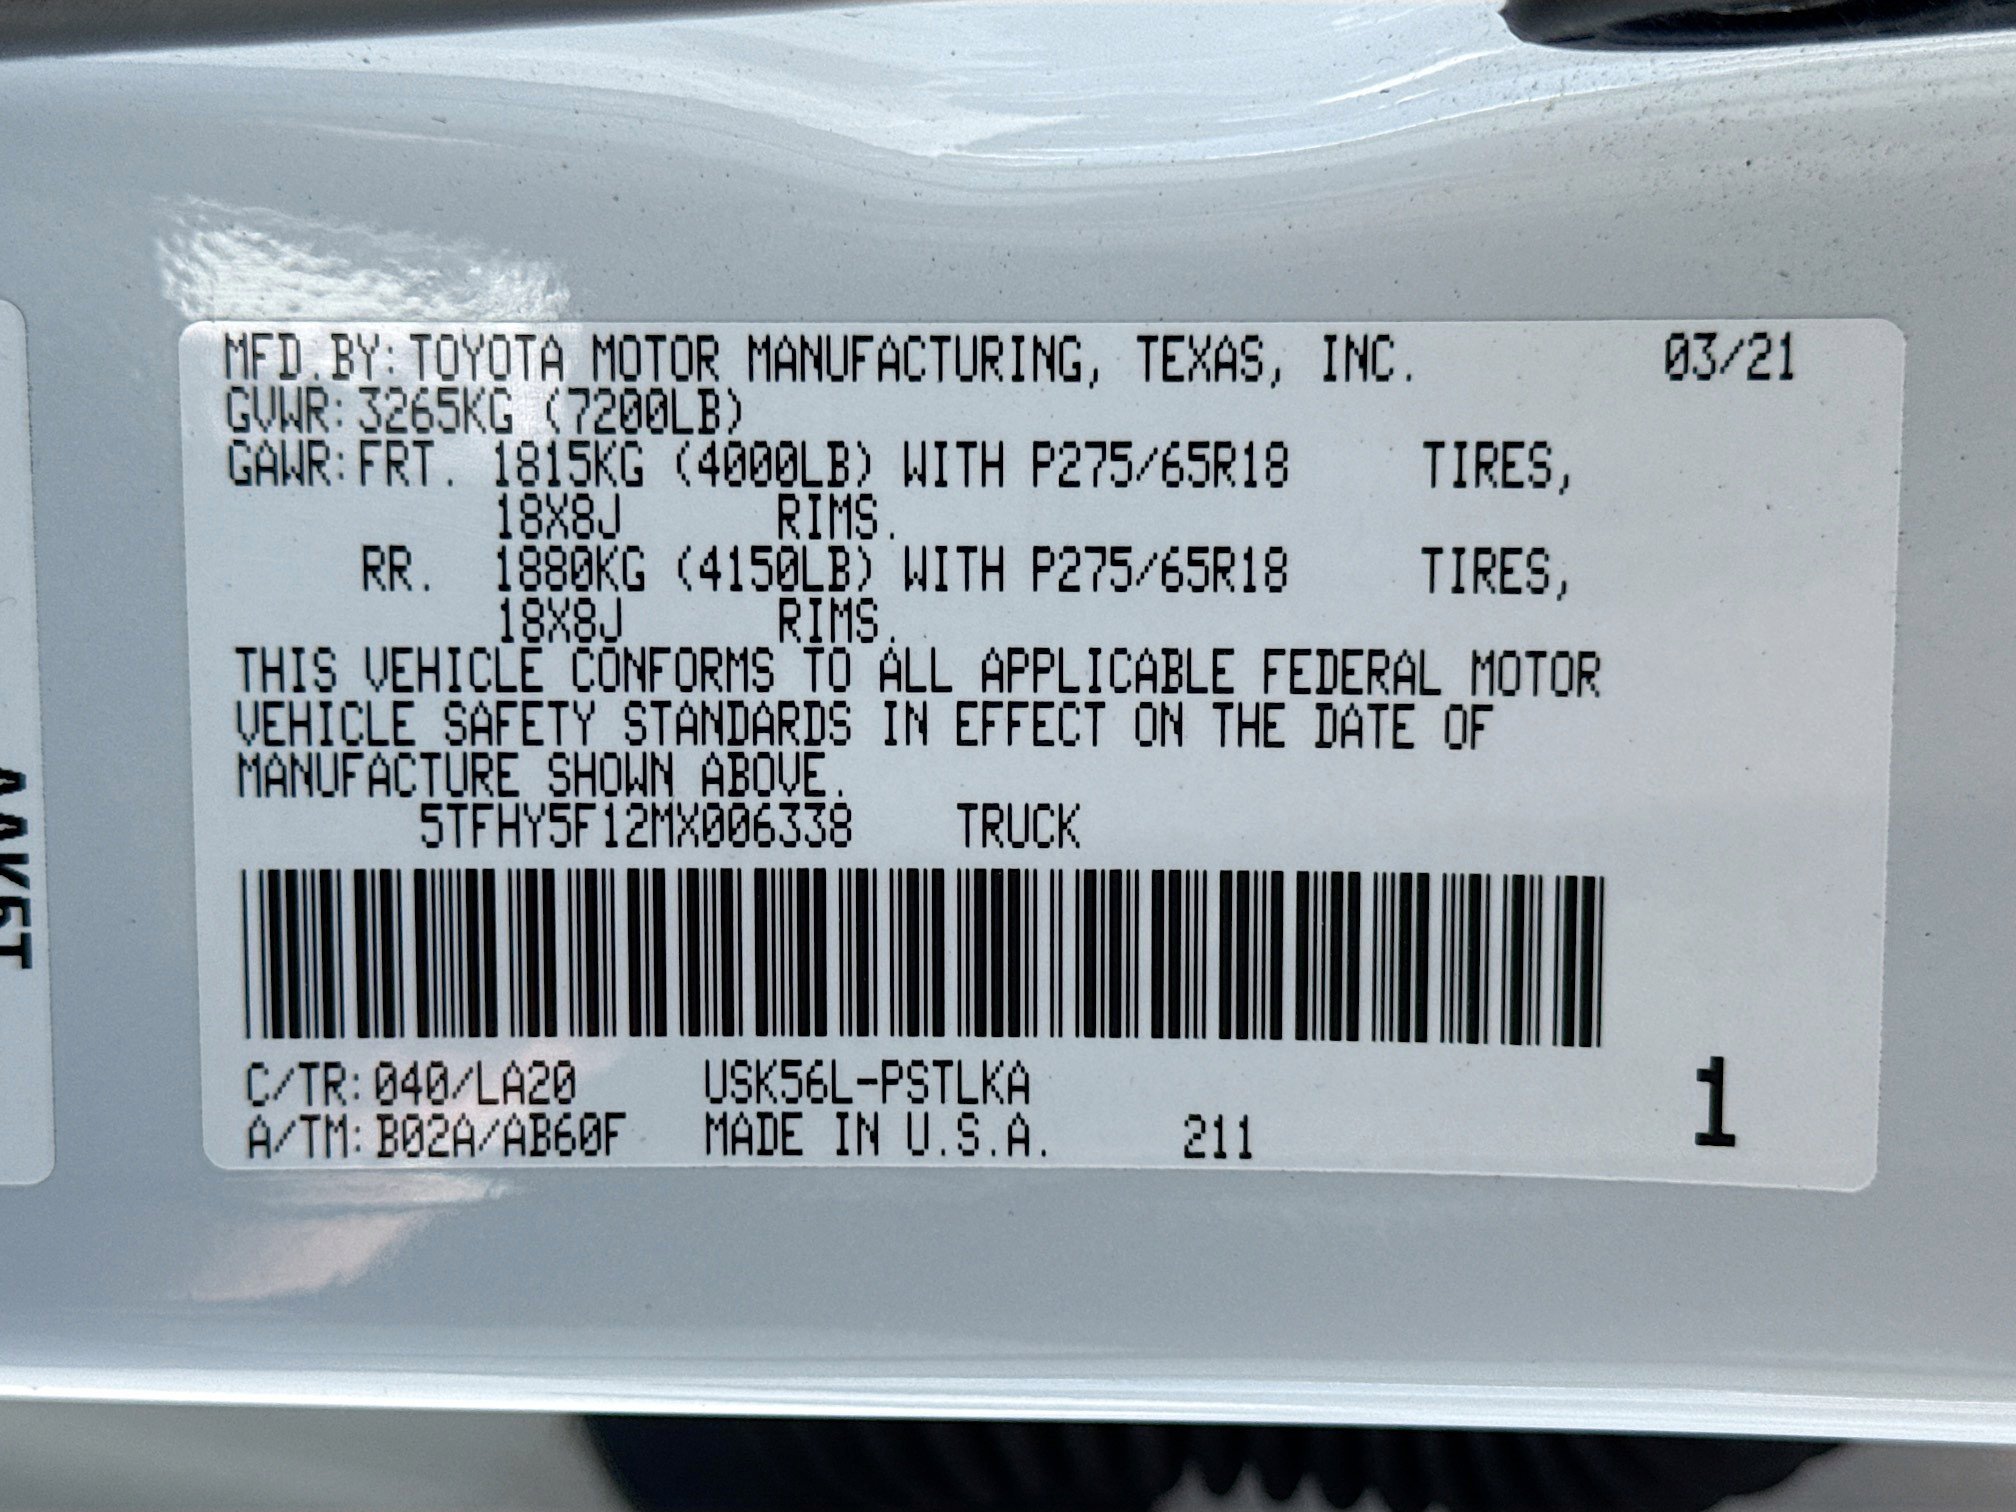 MFD.BY: TOYOTA MOTOR MANUFACTURING, TEXAS, INC. 03/21
GVWR: 3265KG (7200LB)
GAWR: FRT. 1815KG (4000LB) WITH P275/65R18 TIRES,
18X8J RIMS.
RR. 1880KG (4150LB) WITH P275/65R18 TIRES,
18X8J RIMS.
THIS VEHICLE CONFORMS TO ALL APPLICABLE FEDERAL MOTOR
VEHICLE SAFETY STANDARDS IN EFFECT ON THE DATE OF
MANUFACTURE SHOWN ABOVE.
5TFHY5F12MX006338 TRUCK
C/TR: 040/LA20 USK56L-PSTLKA
A/TM: B02A/AB60F MADE IN U.S.A. 211
1